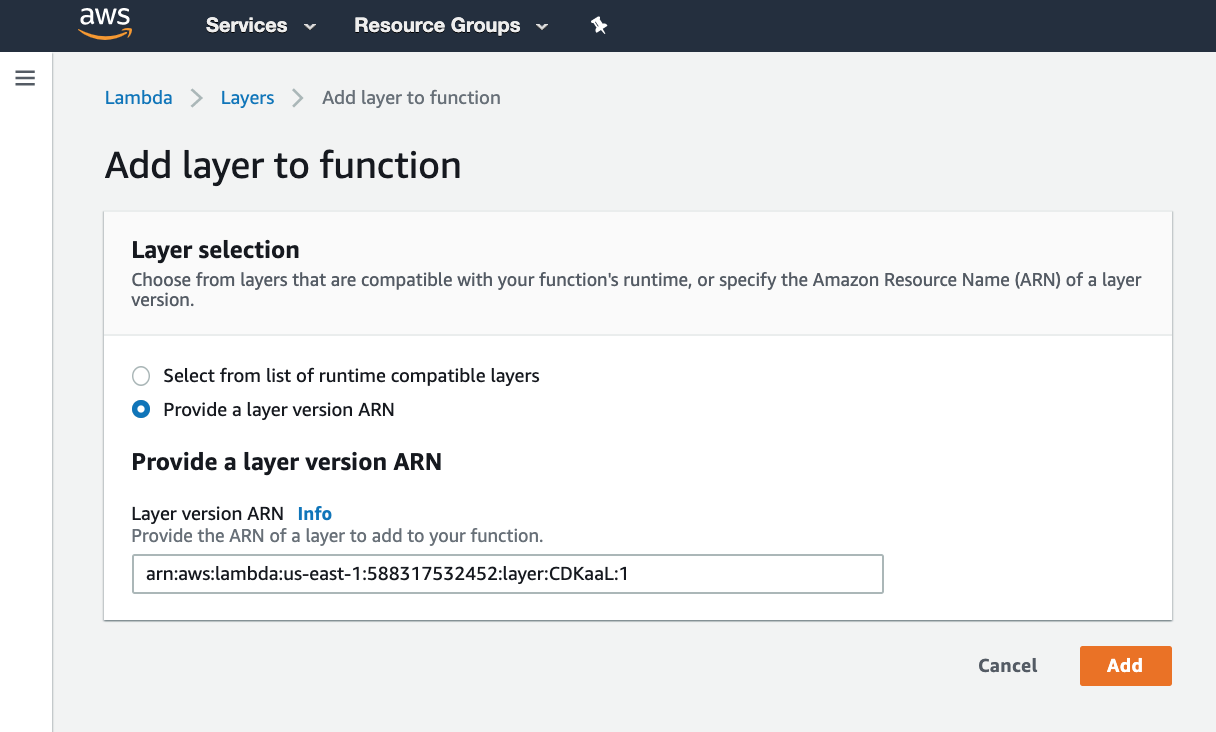 aws Services Resource Groups
Lambda Layers Add layer to function
Add layer to function
Layer selection
Choose from layers that are compatible with your function's runtime, or specify the Amazon Resource Name (ARN) of a layer
version.
Select from list of runtime compatible layers
Provide a layer version ARN
Provide a layer version ARN
Layer version ARN Info
Provide the ARN of a layer to add to your function.
arn:aws:lambda:us-east-1:588317532452:layer:CDKaaL:1
Cancel Add